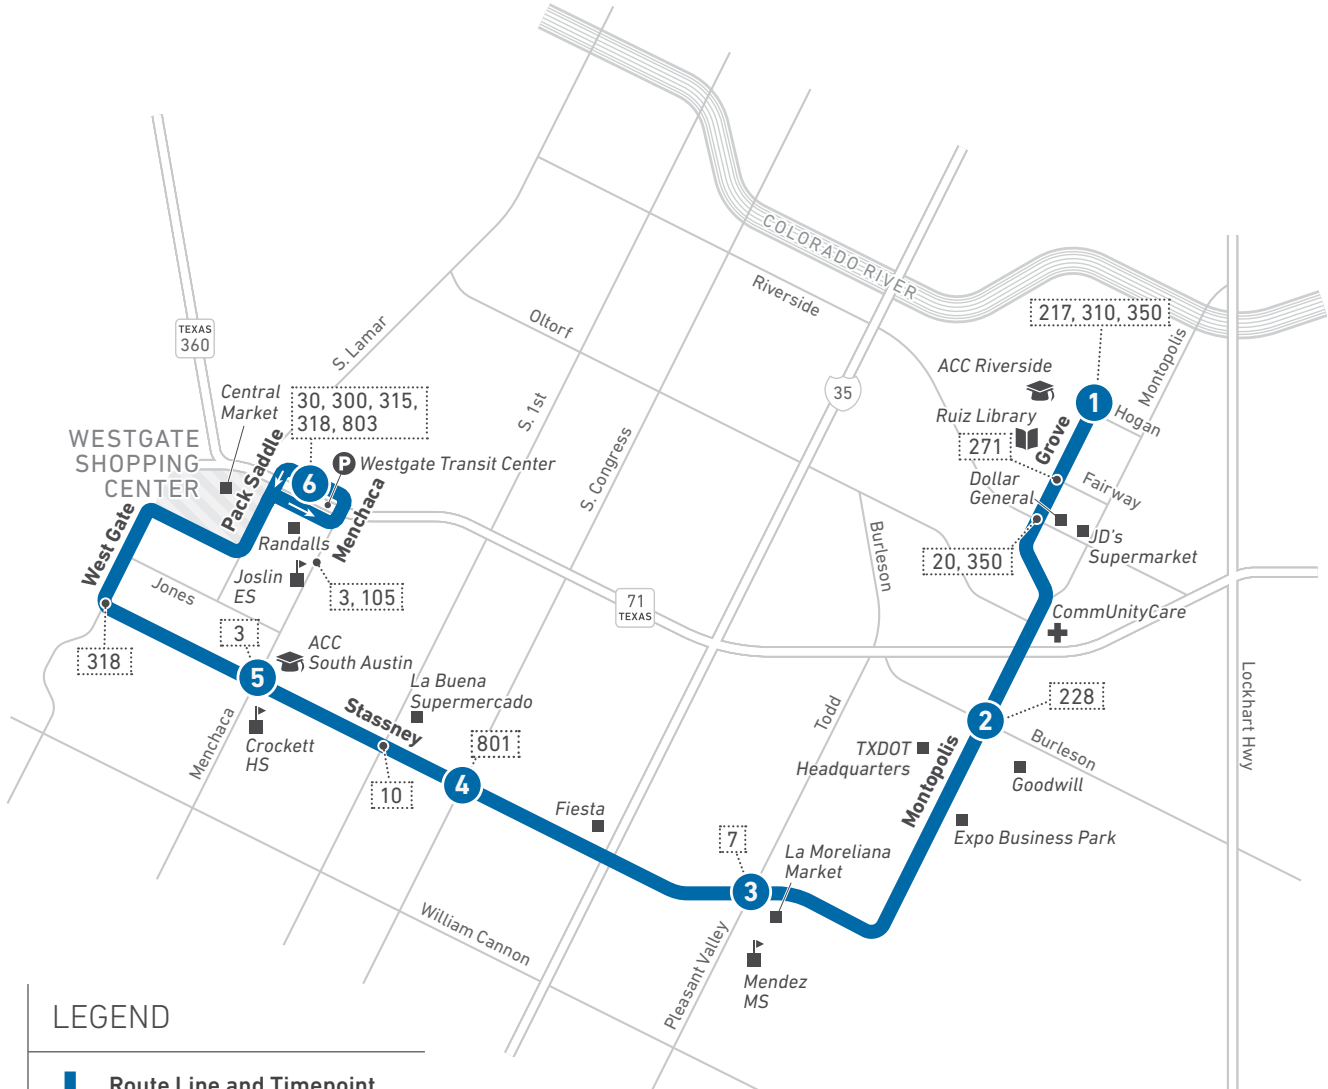 COLORADO RIVER
Riverside
217, 310, 350
TEXAS
360
S. Lamar
Oltorf
Montopolis
ACC Riverside
35
1
Hogan
Central
Market
30, 300, 315,
318, 803
S. 1st
Ruiz Library
Grove
WESTGATE
SHOPPING
CENTER
Pack Saddle
6
P
Westgate Transit Center
S. Congress
271
Dollar
General
Fairway
West Gate
Menchaca
Randalls
Burleson
JD's
Supermarket
20, 350
Jones
Joslin
ES
3, 105
71
TEXAS
CommUnityCare
318
3
ACC
South Austin
5
La Buena
Supermercado
Stassney
228
2
Lockhart Hwy
Todd
Menchaca
Crockett
HS
801
TXDOT
Headquarters
Burleson
Goodwill
10
4
Montopolis
Fiesta
Expo Business Park
7
La Moreliana
Market
3
William Cannon
Pleasant Valley
Mendez
MS
LEGEND
Route Line and Timepoint